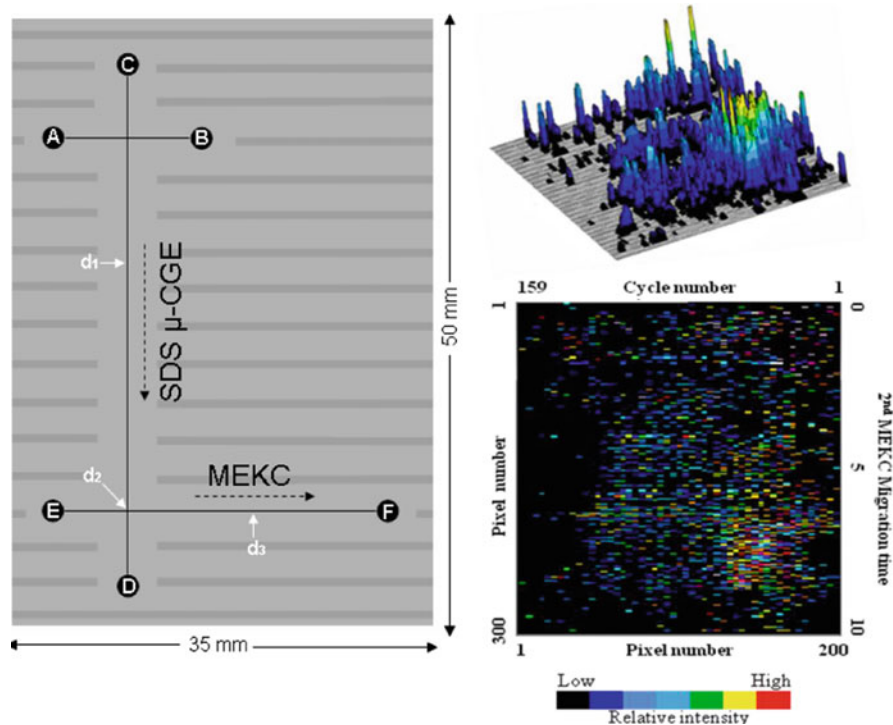 C
A
B
d1
SDS μ-CGE
50 mm
d2
MEKC
E
F
d3
D
35 mm
159 Cycle number 1
1
0
Pixel number
5
2nd MEKC Migration time
300
10
1 Pixel number 200
Low High
Relative intensity